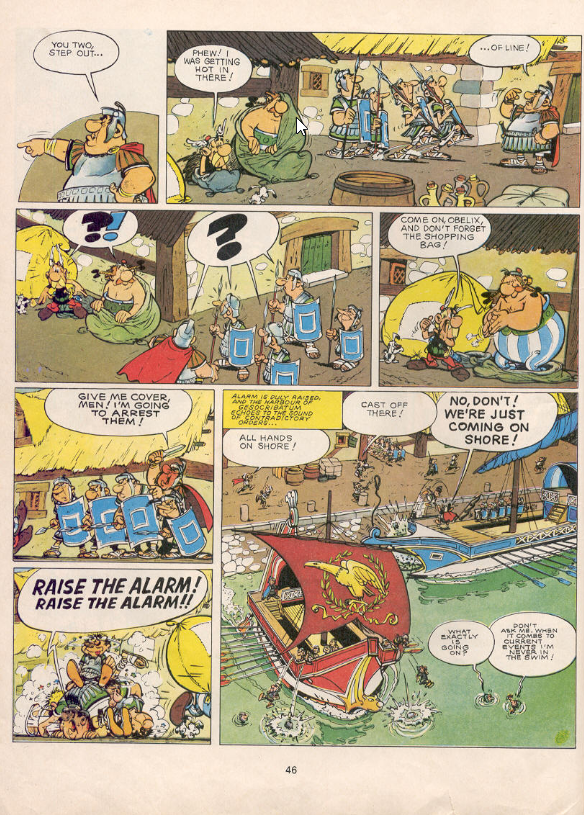 YOU TWO,
STEP OUT...
PHEW! I
WAS GETTING
HOT IN
THERE!
...OF LINE!
?!
?
COME ON, OBELIX,
AND DON'T FORGET
THE SHOPPING
BAG!
GIVE ME COVER,
MEN! I'M GOING
TO ARREST
THEM!
RAISE THE ALARM!
RAISE THE ALARM!!
ALARM IS DULY RAISED,
AND THE HARBOUR OF
GESOCRIBATUM
ECHOES TO THE SOUND
OF CONTRADICTORY
ORDERS...
ALL HANDS
ON SHORE!
CAST OFF
THERE!
NO, DON'T!
WE'RE JUST
COMING ON
SHORE!
WHAT
EXACTLY
IS
GOING
ON?
DON'T
ASK ME. WHEN
IT COMES TO
CURRENT
EVENTS I'M
NEVER IN
THE SWIM!
46